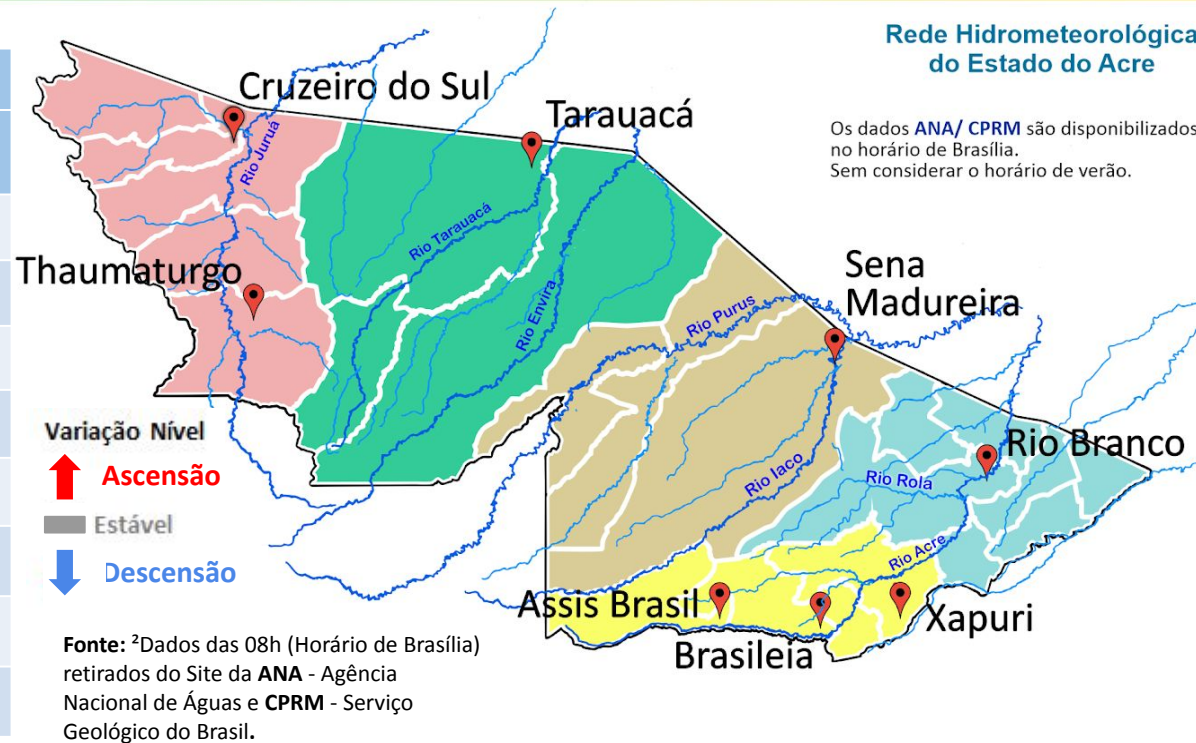 Rede Hidrometeorológica
do Estado do Acre
Os dados ANA/ CPRM são disponibilizados
no horário de Brasília.
Sem considerar o horário de verão.
Cruzeiro do Sul
Tarauacá
Rio Juruá
Rio Tarauacá
Thaumaturgo
Rio Envira
Sena
Madureira
Rio Purus
Variação Nível
Ascensão
Estável
Descensão
Rio Branco
Rio Iaco
Rio Rola
Rio Acre
Assis Brasil
Xapuri
Brasileia
Fonte: ²Dados das 08h (Horário de Brasília)
retirados do Site da ANA - Agência
Nacional de Águas e CPRM - Serviço
Geológico do Brasil.